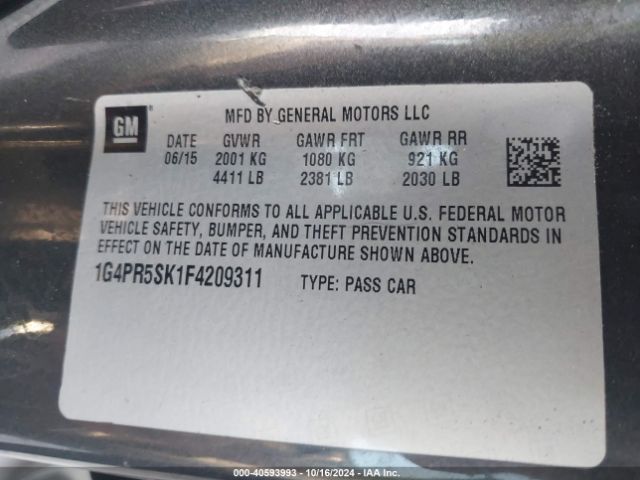 GM ®
MFD BY GENERAL MOTORS LLC
DATE GVWR GAWR FRT GAWR RR
06/15 2001 KG 1080 KG 921 KG
4411 LB 2381 LB 2030 LB
THIS VEHICLE CONFORMS TO ALL APPLICABLE U.S. FEDERAL MOTOR
VEHICLE SAFETY, BUMPER, AND THEFT PREVENTION STANDARDS IN
EFFECT ON THE DATE OF MANUFACTURE SHOWN ABOVE.
1G4PR5SK1F4209311 TYPE: PASS CAR
000-40593993 - 10/16/2024 - IAA Inc.